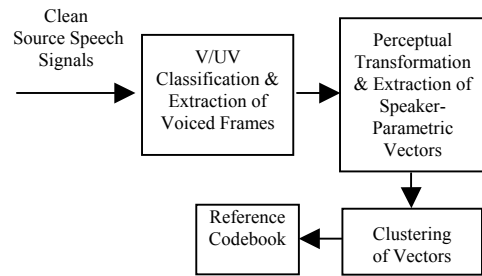 Clean
Source Speech
Signals
V/UV
Classification &
Extraction of
Voiced Frames
Perceptual
Transformation
& Extraction of
Speaker-
Parametric
Vectors
Clustering
of Vectors
Reference
Codebook